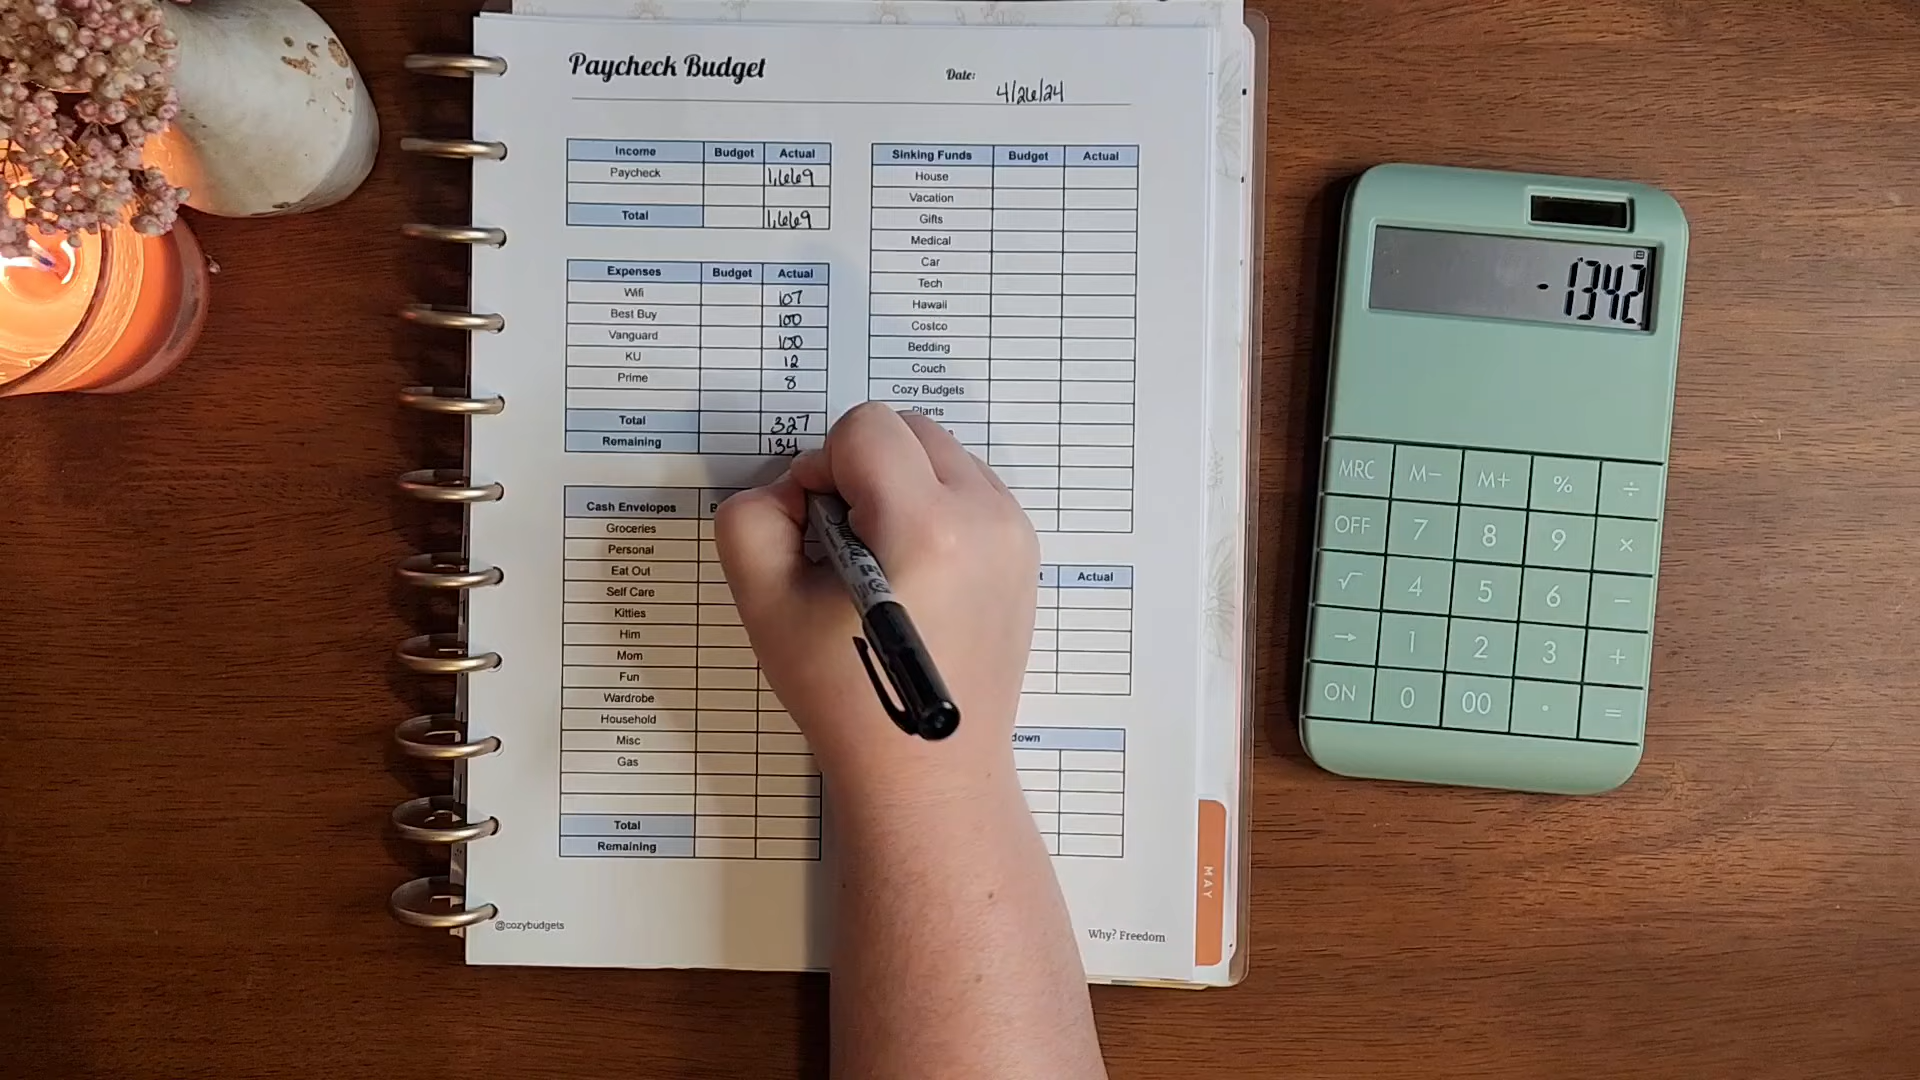 Paycheck Budget
Date: 4/26/24
Income Budget Actual
Paycheck 1,669
Total 1,669
Expenses Budget Actual
Wifi 107
Best Buy 100
Vanguard 100
KU 12
Prime 8
Total 327
Remaining 134
Cash Envelopes B
Groceries
Personal
Eat Out
Self Care
Kitties
Him
Mom
Fun
Wardrobe
Household
Misc
Gas
Total
Remaining
@cozybudgets
Sinking Funds Budget Actual
House
Vacation
Gifts
Medical
Car
Tech
Hawaii
Costco
Bedding
Couch
Cozy Budgets
Plants
t Actual
down
Why? Freedom
MAY
Sharpie
-1342
MRC M− M+ % ÷
OFF 7 8 9 ×
√ 4 5 6 −
→ 1 2 3 +
ON 0 00 . =